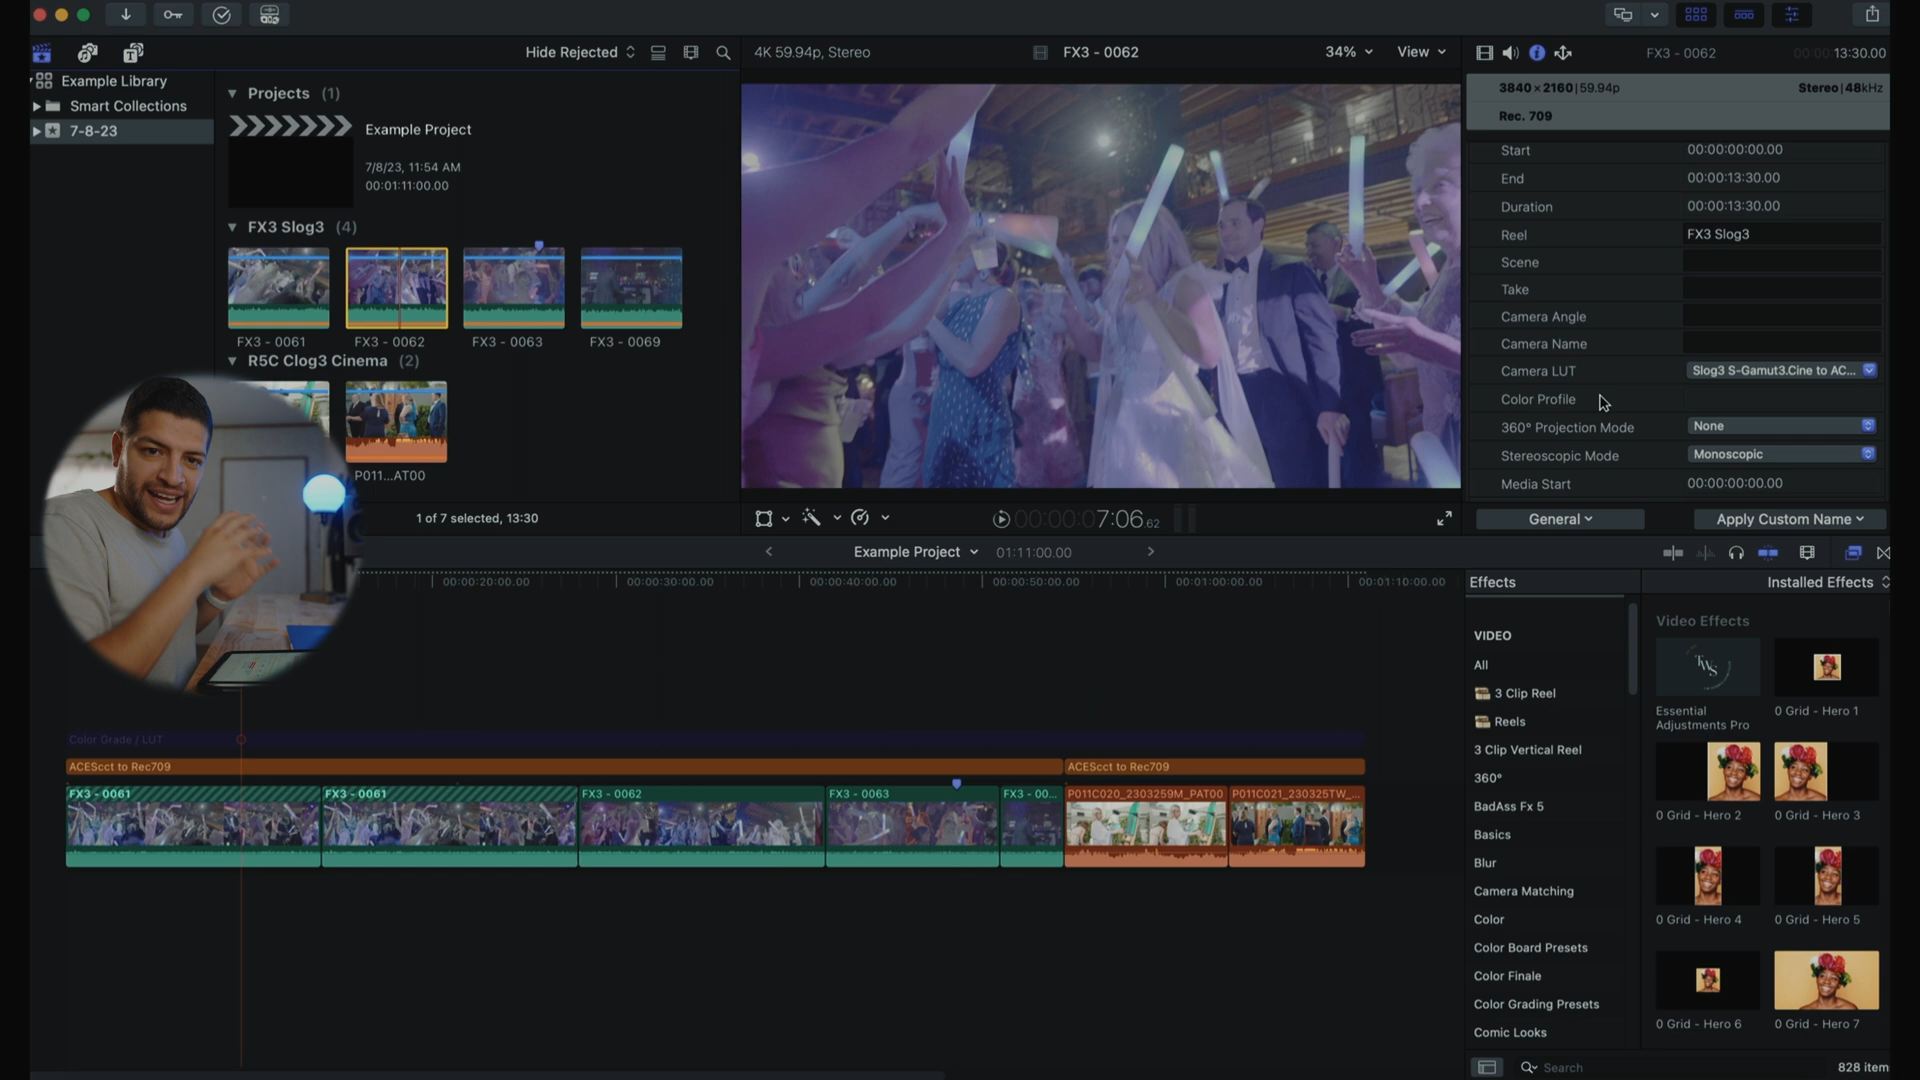 Hide Rejected
4K 59.94p, Stereo
FX3 - 0062
34%
View
FX3 - 0062
00:00:13:30.00
Example Library
Smart Collections
7-8-23
Projects (1)
Example Project
7/8/23, 11:54 AM
00:01:11:00.00
FX3 Slog3 (4)
FX3 - 0061
FX3 - 0062
FX3 - 0063
FX3 - 0069
R5C Clog3 Cinema (2)
P011...AT00
1 of 7 selected, 13:30
00:00:07:06.62
3840 × 2160 | 59.94p
Stereo | 48kHz
Rec. 709
Start 00:00:00:00.00
End 00:00:13:30.00
Duration 00:00:13:30.00
Reel FX3 Slog3
Scene
Take
Camera Angle
Camera Name
Camera LUT Slog3 S-Gamut3.Cine to AC...
Color Profile
360° Projection Mode None
Stereoscopic Mode Monoscopic
Media Start 00:00:00:00.00
General
Apply Custom Name
Example Project
01:11:00.00
00:00:20:00.00
00:00:30:00.00
00:00:40:00.00
00:00:50:00.00
00:01:00:00.00
00:01:10:00.00
Color Grade / LUT
ACEScct to Rec709
ACEScct to Rec709
FX3 - 0061
FX3 - 0061
FX3 - 0062
FX3 - 0063
FX3 - 00...
P011C020_2303259M_PAT00
P011C021_230325TW_...
Effects
Installed Effects
VIDEO
All
3 Clip Reel
Reels
3 Clip Vertical Reel
360°
BadAss Fx 5
Basics
Blur
Camera Matching
Color
Color Board Presets
Color Finale
Color Grading Presets
Comic Looks
Video Effects
TWS
Essential
Adjustments Pro
0 Grid - Hero 1
0 Grid - Hero 2
0 Grid - Hero 3
0 Grid - Hero 4
0 Grid - Hero 5
0 Grid - Hero 6
0 Grid - Hero 7
Search
828 item